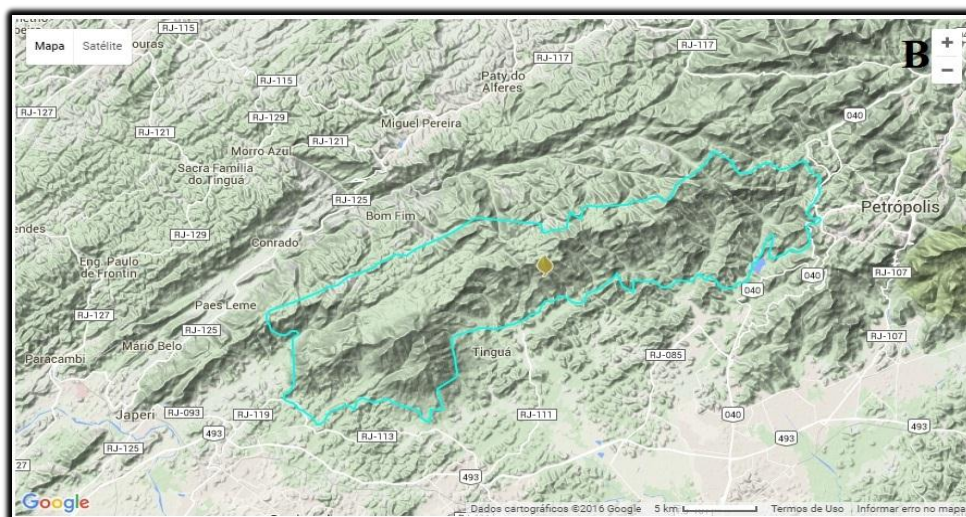 Mapa
Satélite
B
+
−
RJ-115
ouras
RJ-117
RJ-117
040
RJ-115
Paty do
Alferes
RJ-127
RJ-129
Miguel Pereira
RJ-121
RJ-121
Morro Azul
Sacra Família
do Tinguá
040
RJ-125
Petrópolis
Bom Fim
endes
RJ-129
Conrado
Eng. Paulo
de Frontin
040
RJ-107
040
Paes Leme
RJ-127
RJ-125
Mário Belo
RJ-107
Paracambi
Tinguá
RJ-085
Japeri
RJ-093
RJ-119
RJ-111
040
493
RJ-113
493
493
RJ-125
27
493
Google
Dados cartográficos ©2016 Google
5 km
Termos de Uso
Informar erro no mapa